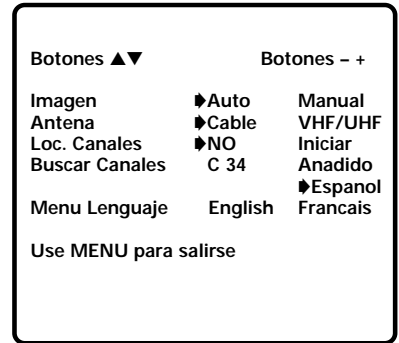 Botones ▲▼ Botones – +
Imagen ➧Auto Manual
Antena ➧Cable VHF/UHF
Loc. Canales ➧NO Iniciar
Buscar Canales C 34 Anadido
➧Espanol
Menu Lenguaje English Francais
Use MENU para salirse